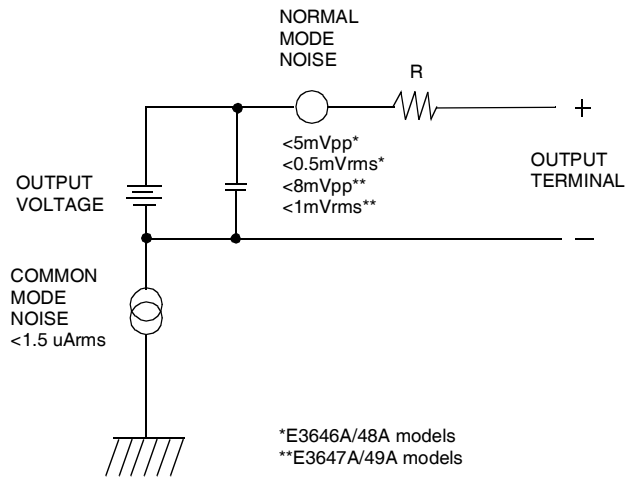 NORMAL
MODE
NOISE
R
+
<5mVpp*
<0.5mVrms*
<8mVpp**
<1mVrms**
OUTPUT
TERMINAL
OUTPUT
VOLTAGE
–
COMMON
MODE
NOISE
<1.5 uArms
*E3646A/48A models
**E3647A/49A models